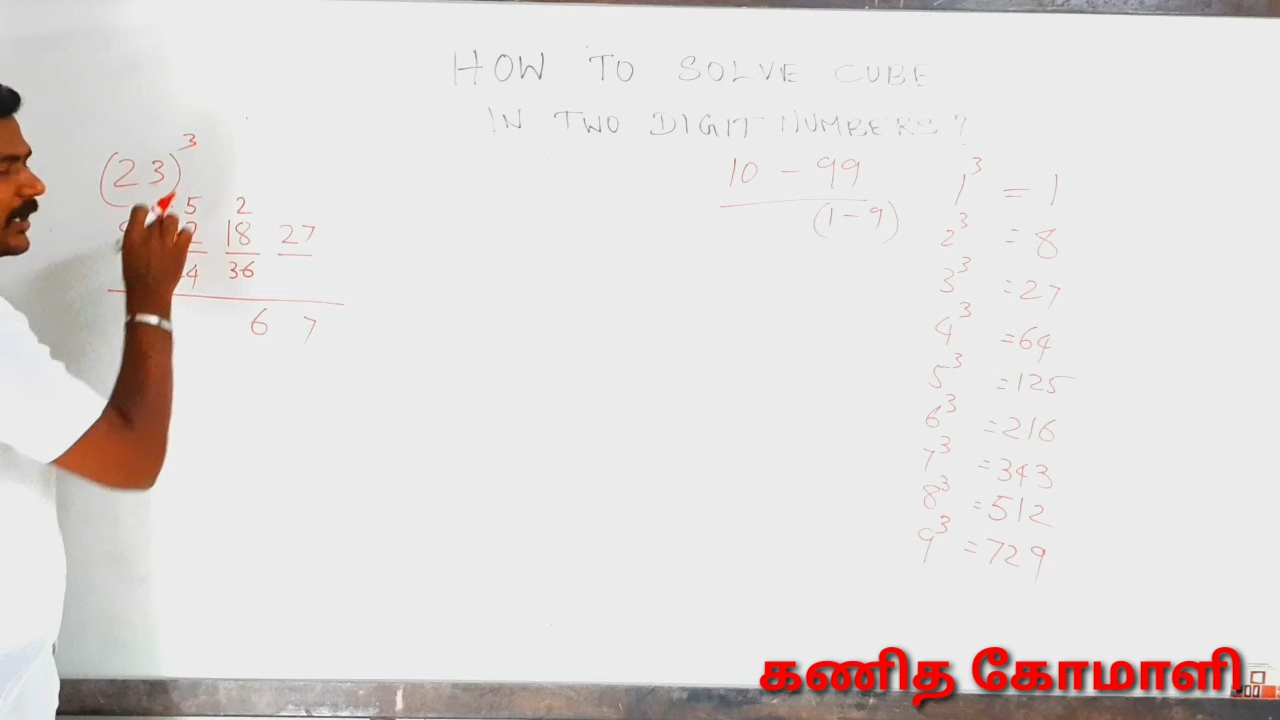 HOW TO SOLVE CUBE
IN TWO DIGIT NUMBERS?
(23)³
5 2
2 18 27
4 36
6 7
10 - 99
(1-9)
1³ = 1
2³ = 8
3³ = 27
4³ = 64
5³ = 125
6³ = 216
7³ = 343
8³ = 512
9³ = 729
கணித கோமாளி